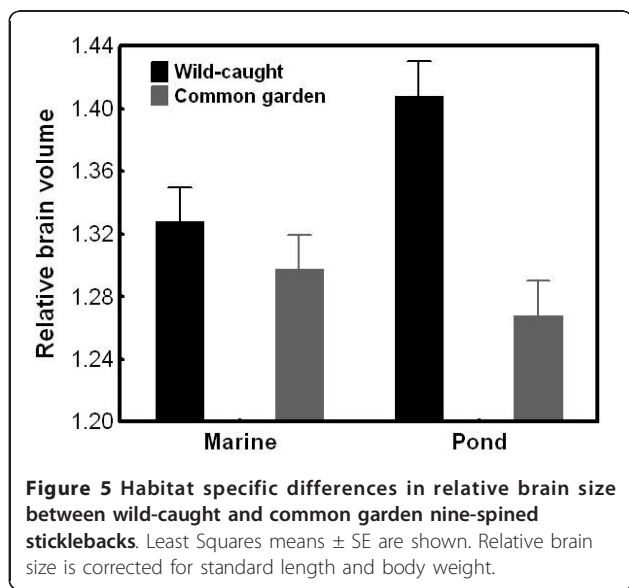 1.44
Wild-caught
Common garden
1.40
1.36
1.32
1.28
1.24
1.20
Relative brain volume
Marine Pond
Figure 5 Habitat specific differences in relative brain size
between wild-caught and common garden nine-spined
sticklebacks. Least Squares means ± SE are shown. Relative brain
size is corrected for standard length and body weight.